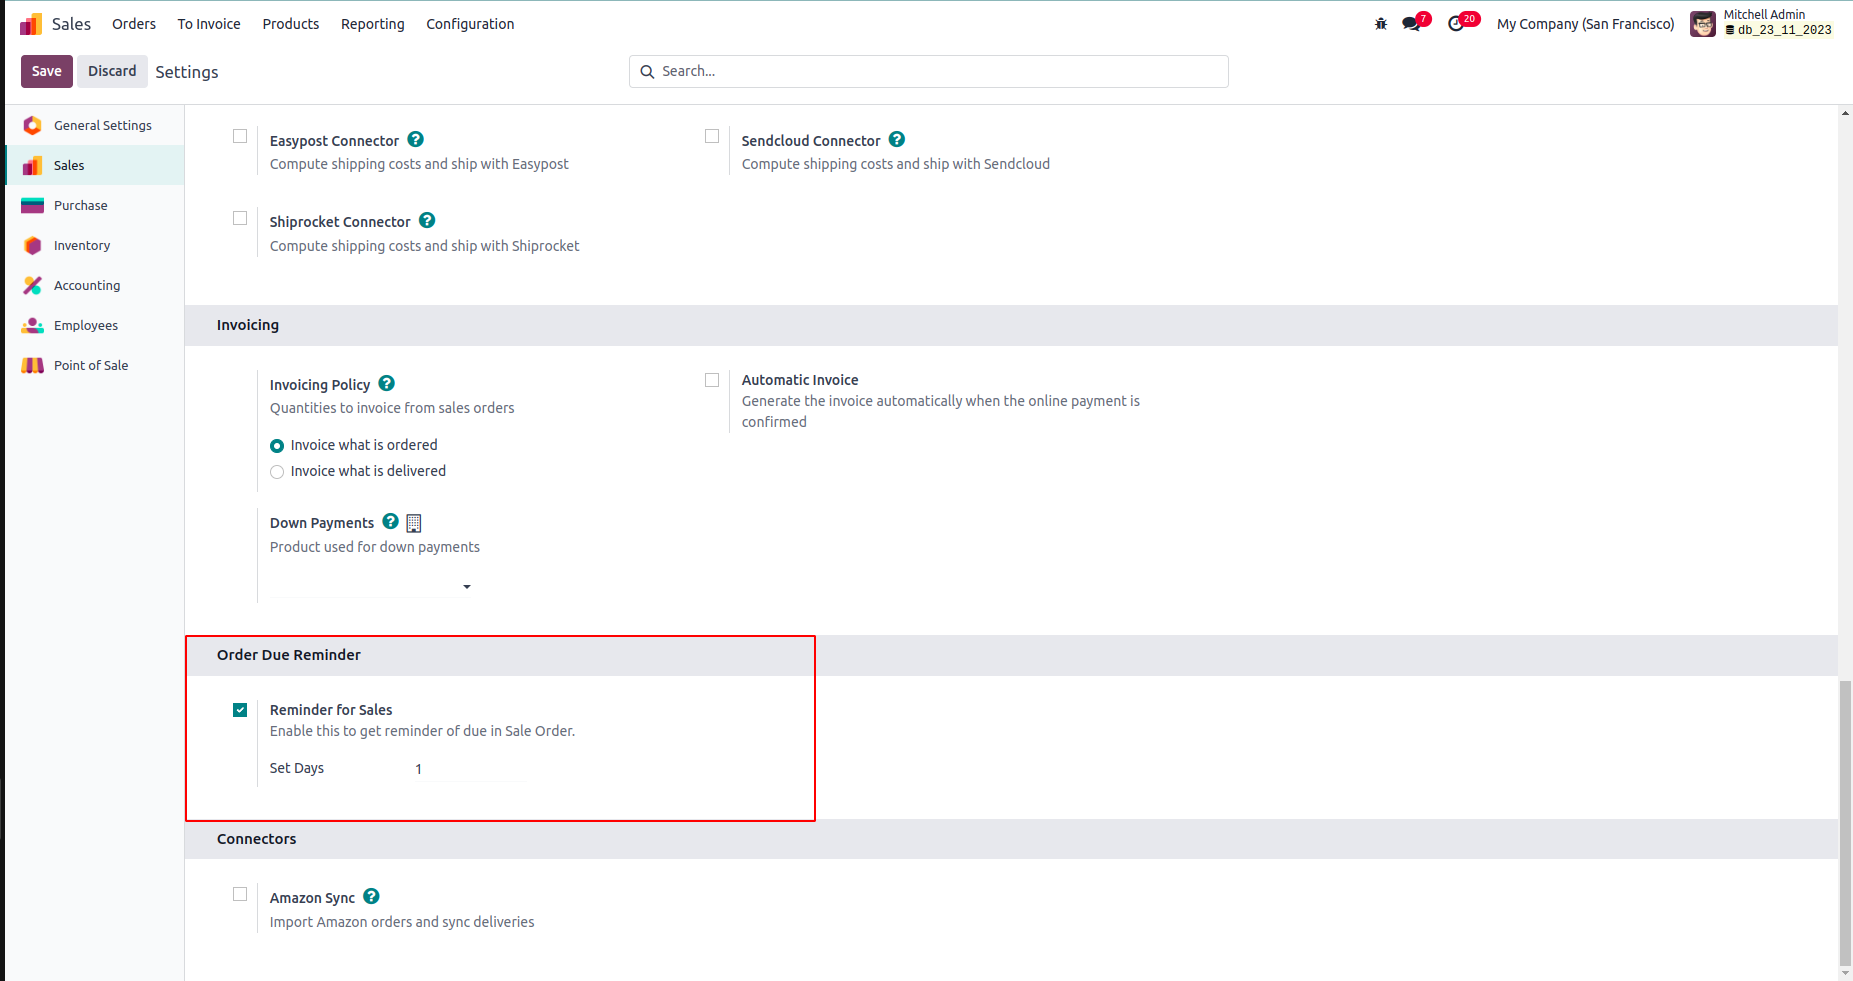 Sales Orders To Invoice Products Reporting Configuration 7 20 My Company (San Francisco) Mitchell Admin
db_23_11_2023
Save Discard Settings Search...
General Settings
Sales
Purchase
Inventory
Accounting
Employees
Point of Sale
Easypost Connector ?
Compute shipping costs and ship with Easypost
Sendcloud Connector ?
Compute shipping costs and ship with Sendcloud
Shiprocket Connector ?
Compute shipping costs and ship with Shiprocket
Invoicing
Invoicing Policy ?
Quantities to invoice from sales orders
Invoice what is ordered
Invoice what is delivered
Automatic Invoice
Generate the invoice automatically when the online payment is
confirmed
Down Payments ?
Product used for down payments
Order Due Reminder
Reminder for Sales
Enable this to get reminder of due in Sale Order.
Set Days 1
Connectors
Amazon Sync ?
Import Amazon orders and sync deliveries